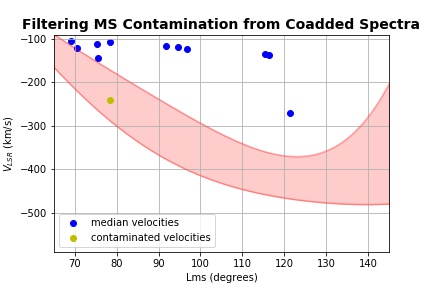 Filtering MS Contamination from Coadded Spectra
−100
−200
−300
−400
−500
V_LSR (km/s)
median velocities
contaminated velocities
70 80 90 100 110 120 130 140
Lms (degrees)